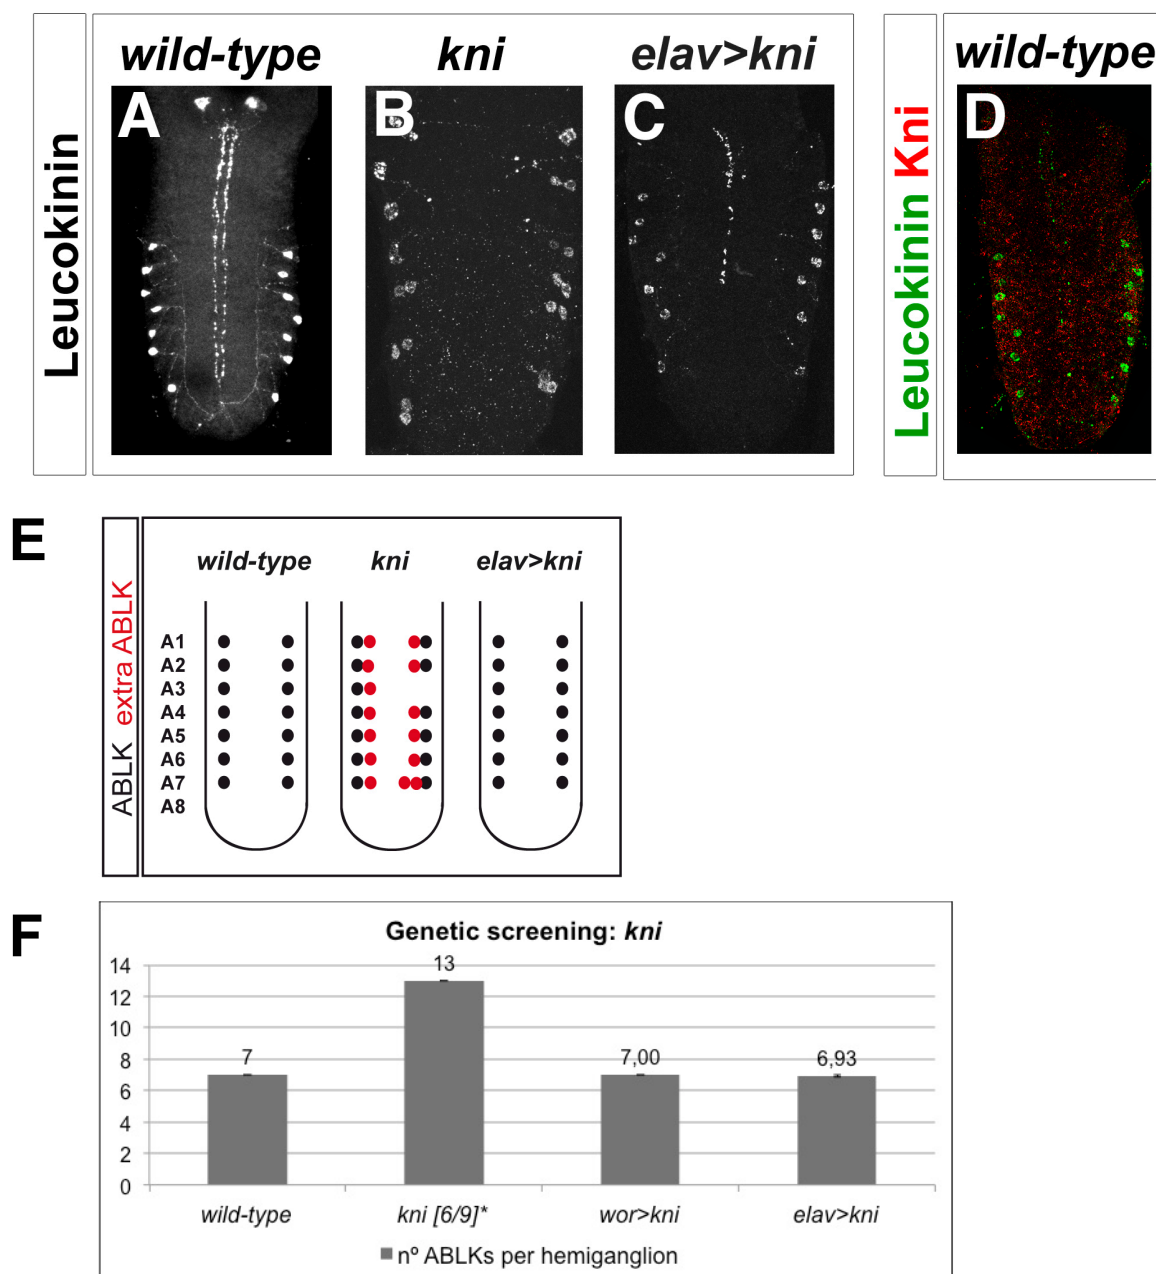 wild-type
kni
elav>kni
wild-type
A
B
C
D
Leucokinin
Leucokinin Kni
E
wild-type
kni
elav>kni
ABLK extra ABLK
A1
A2
A3
A4
A5
A6
A7
A8
F
Genetic screening: kni
14
12
10
8
6
4
2
0
7
13
7,00
6,93
wild-type
kni [6/9]*
wor>kni
elav>kni
nº ABLKs per hemiganglion